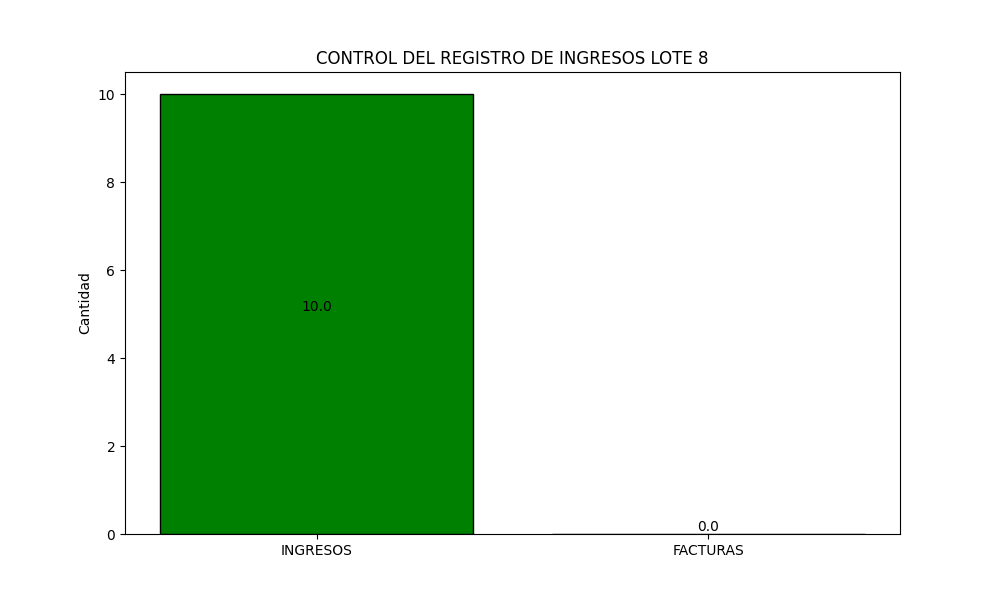 CONTROL DEL REGISTRO DE INGRESOS LOTE 8
10
8
6
4
2
0
Cantidad
10.0
0.0
INGRESOS
FACTURAS